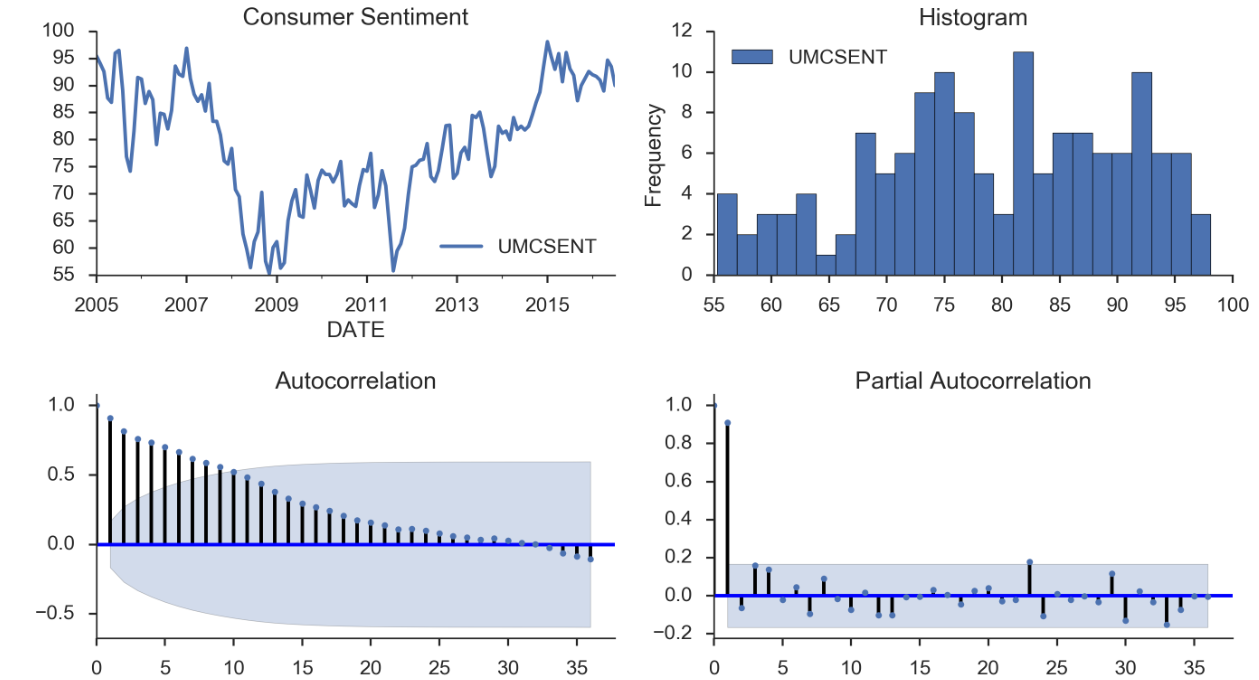 Consumer Sentiment
100
95
90
85
80
75
70
65
60
55
UMCSENT
2005 2007 2009 2011 2013 2015
DATE
Histogram
UMCSENT
Frequency
12
10
8
6
4
2
0
55 60 65 70 75 80 85 90 95 100
Autocorrelation
1.0
0.5
0.0
−0.5
0 5 10 15 20 25 30 35
Partial Autocorrelation
1.0
0.8
0.6
0.4
0.2
0.0
−0.2
0 5 10 15 20 25 30 35